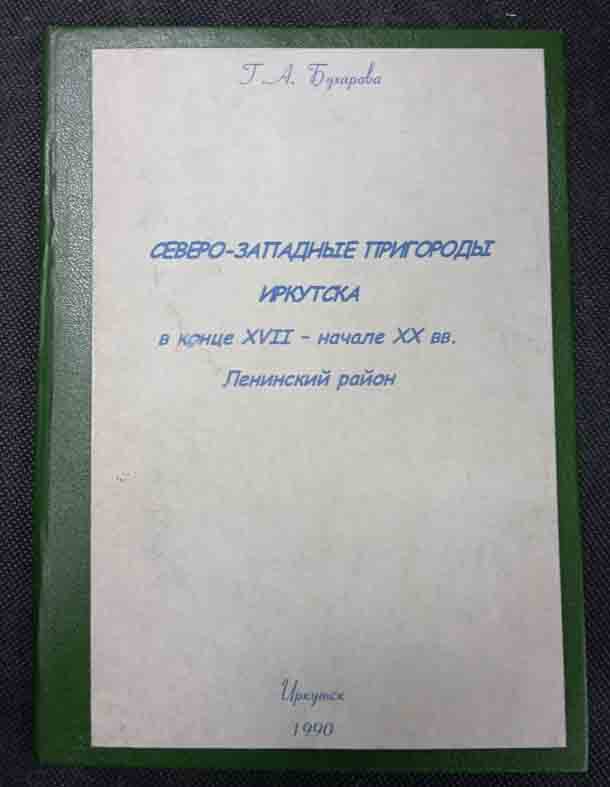 Г.А. Бухарова
СЕВЕРО-ЗАПАДНЫЕ ПРИГОРОДЫ
ИРКУТСКА
в конце XVII - начале XX вв.
Ленинский район
Иркутск
1990